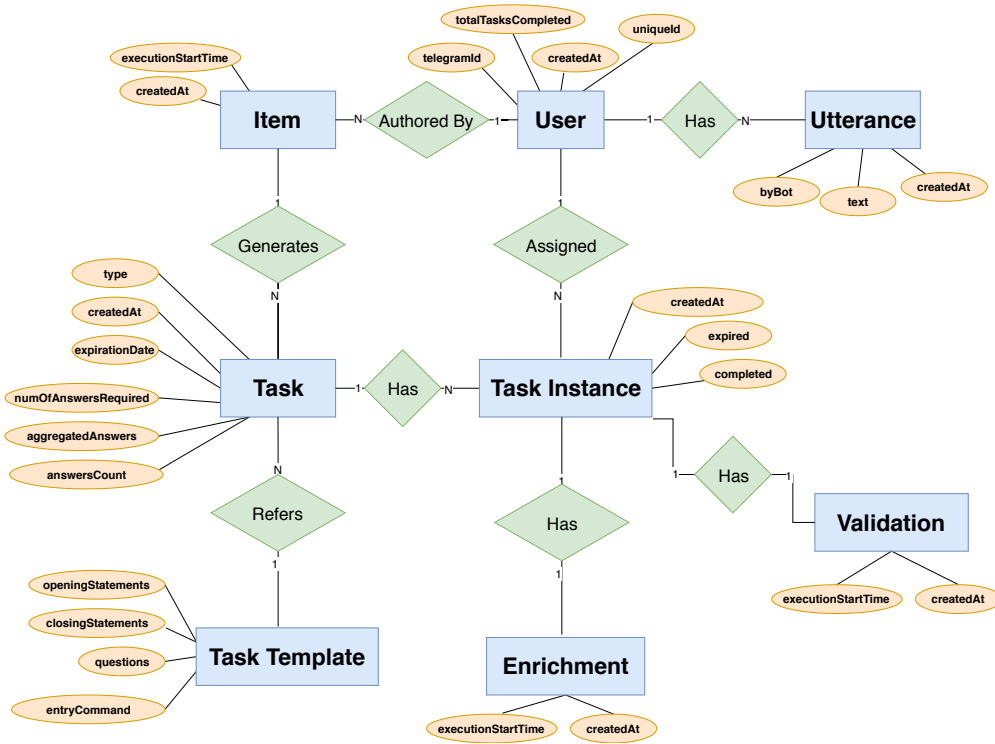 totalTasksCompleted
uniqueId
executionStartTime
telegramId
createdAt
createdAt
Item
N
Authored By
1
User
1
Has
N
Utterance
byBot
text
createdAt
1
1
Generates
Assigned
type
createdAt
expirationDate
numOfAnswersRequired
aggregatedAnswers
answersCount
N
N
createdAt
expired
completed
Task
1
Has
N
Task Instance
N
1
1
Has
1
Refers
Has
Validation
1
1
executionStartTime
createdAt
openingStatements
closingStatements
questions
entryCommand
Task Template
Enrichment
executionStartTime
createdAt